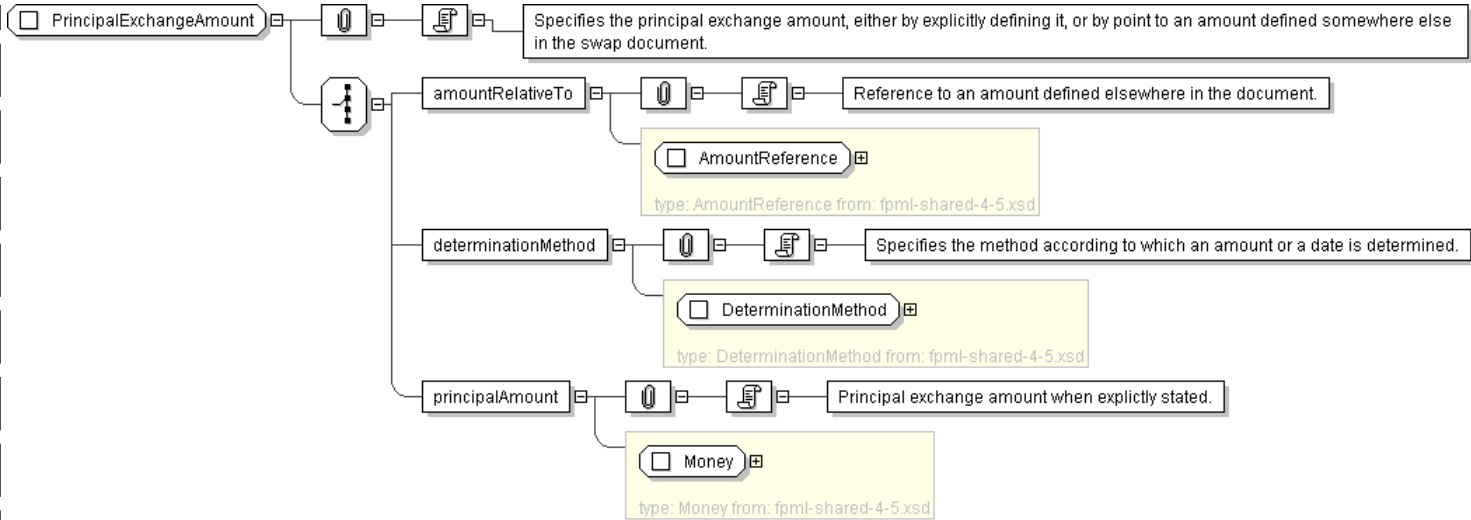 PrincipalExchangeAmount
Specifies the principal exchange amount, either by explicitly defining it, or by point to an amount defined somewhere else
in the swap document.
amountRelativeTo
Reference to an amount defined elsewhere in the document.
AmountReference
type: AmountReference from: fpml-shared-4-5.xsd
determinationMethod
Specifies the method according to which an amount or a date is determined.
DeterminationMethod
type: DeterminationMethod from: fpml-shared-4-5.xsd
principalAmount
Principal exchange amount when explictly stated.
Money
type: Money from: fpml-shared-4-5.xsd